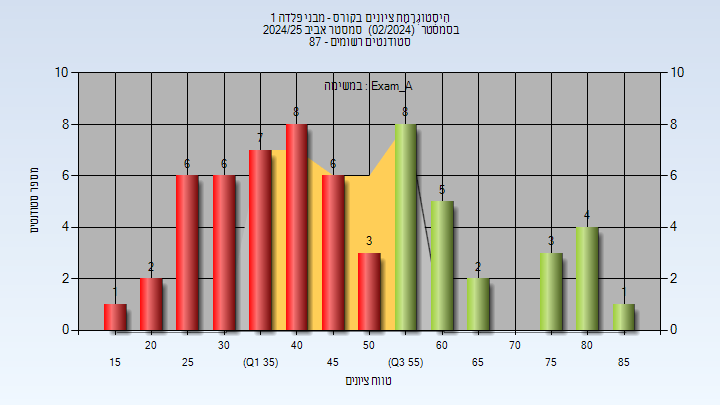 היסטוגרמת ציונים בקורס - מבני פלדה 1
בסמסטר (02/2024) סמסטר אביב 2024/25
סטודנטים רשומים - 87
במשימה : Exam_A
מספר סטודנטים
10 10
8 8
6 6
4 4
2 2
0 0
1 2 6 6 7 8 6 3 8 5 2 3 4 1
20 30 40 50 60 70 80
15 25 (Q1 35) 45 (Q3 55) 65 75 85
טווח ציונים